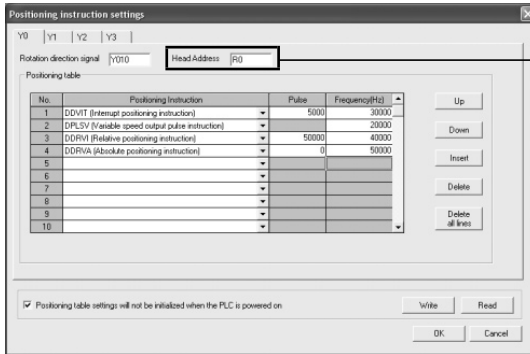 Positioning instruction settings
Y0 Y1 Y2 Y3
Rotation direction signal Y010 Head Address R0
Positioning table
No. Positioning Instruction Pulse Frequency(Hz)
1 DDVIT (Interrupt positioning instruction) 5000 30000
2 DPLSV (Variable speed output pulse instruction) 20000
3 DDRVI (Relative positioning instruction) 50000 40000
4 DDRVA (Absolute positioning instruction) 0 50000
5
6
7
8
9
10
Up
Down
Insert
Delete
Delete
all lines
Positioning table settings will not be initialized when the PLC is powered on
Write Read
OK Cancel